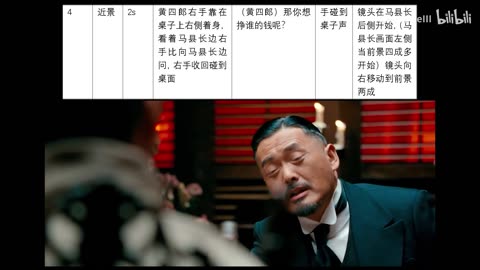 4
近景
2s
黄四郎右手靠在
桌子上右侧着身,
看着马县长边右
手比向马县长边
问,右手收回碰到
桌面
(黄四郎)那你想
挣谁的钱呢?
手碰到
桌子声
镜头在马县长
后侧开始,(马
县长画面左侧
当前景四成多
开始)镜头向
右移动到前景
两成
elll bilibili